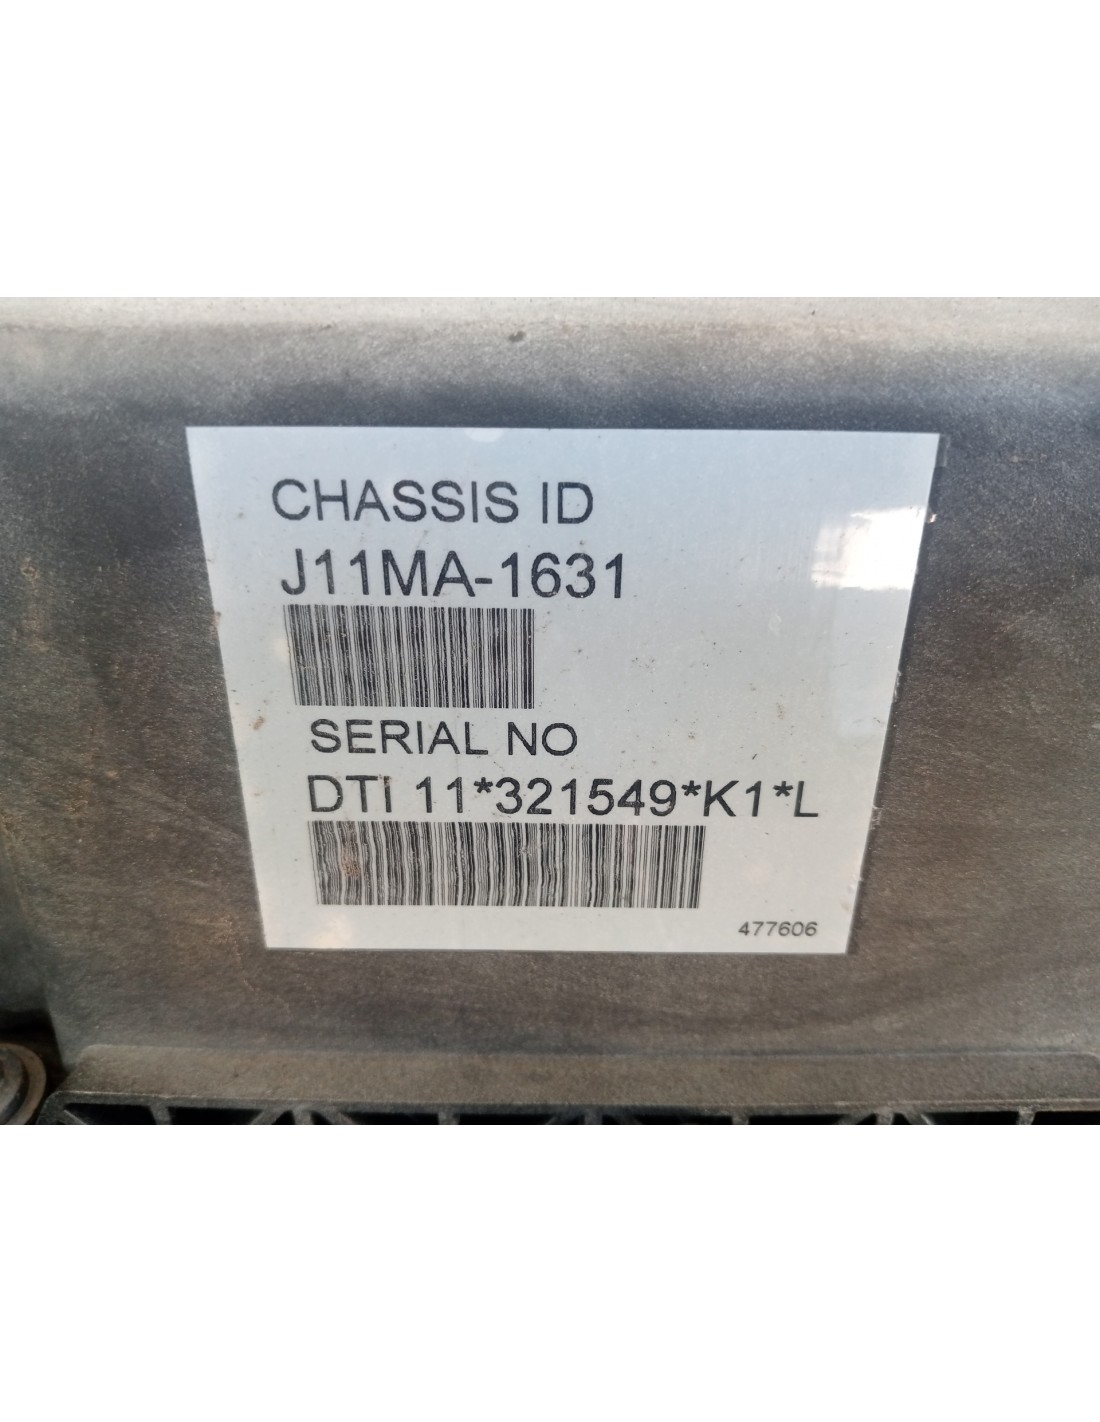 CHASSIS ID
J11MA-1631
SERIAL NO
DTI 11*321549*K1*L
477606